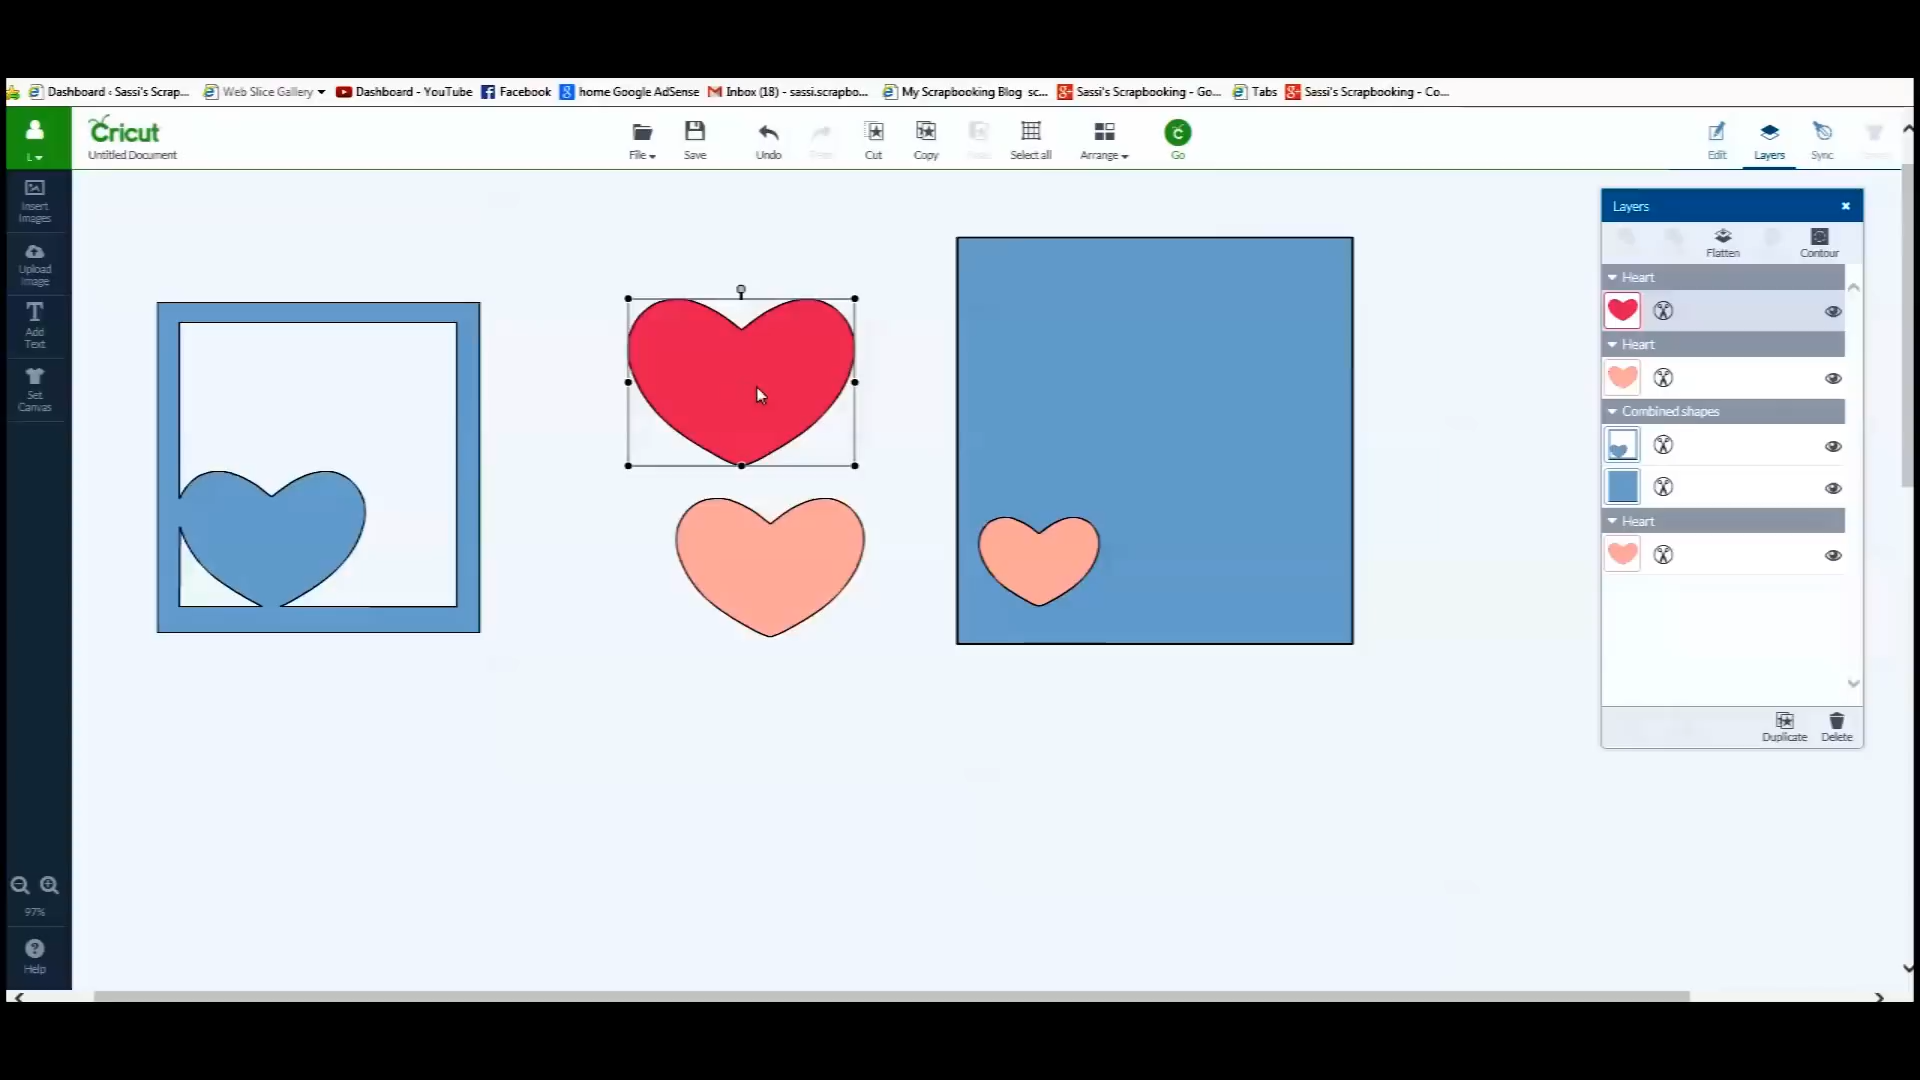 Dashboard ‹ Sassi's Scrap... Web Slice Gallery Dashboard - YouTube Facebook home Google AdSense Inbox (18) - sassi.scrapbo... My Scrapbooking Blog sc... Sassi's Scrapbooking - Go... Tabs Sassi's Scrapbooking - Co...
Cricut
Untitled Document
L
File Save Undo Cut Copy Select all Arrange Go
Edit Layers Sync
Insert
Images
Upload
Image
Add
Text
Set
Canvas
97%
Help
Layers
Flatten Contour
Heart
Heart
Combined shapes
Heart
Duplicate Delete